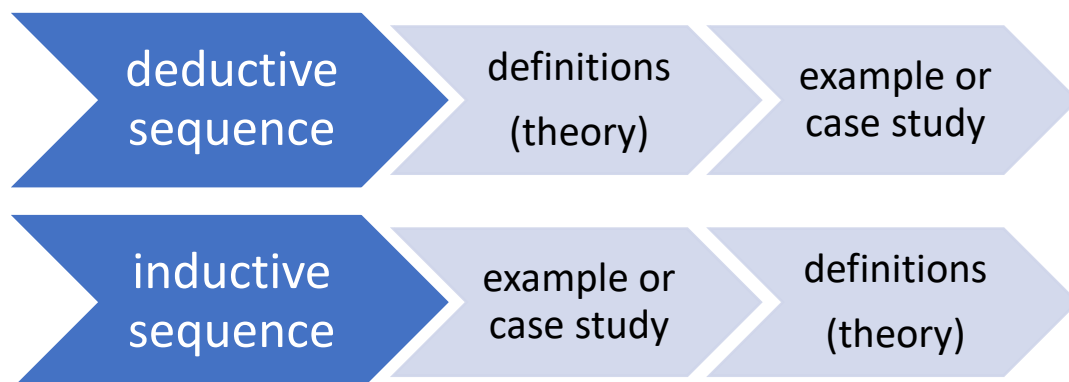 deductive
sequence
definitions
(theory)
example or
case study
inductive
sequence
example or
case study
definitions
(theory)